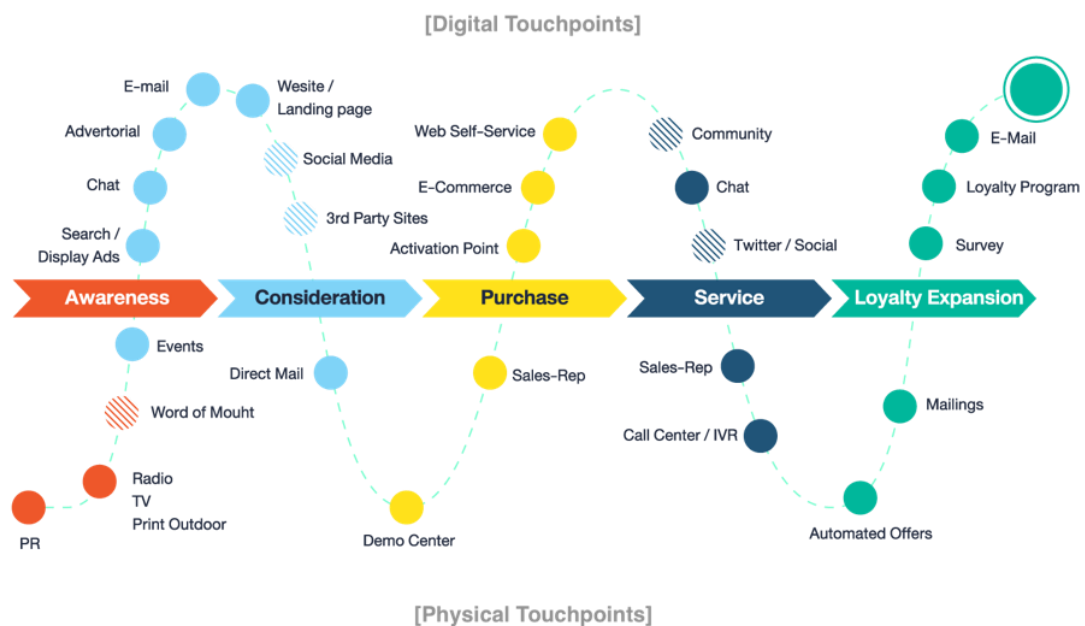 [Digital Touchpoints]
E-mail
Wesite /
Landing page
Advertorial
Social Media
Chat
3rd Party Sites
Search /
Display Ads
Web Self-Service
E-Commerce
Activation Point
Community
Chat
Twitter / Social
E-Mail
Loyalty Program
Survey
Awareness
Consideration
Purchase
Service
Loyalty Expansion
Events
Word of Mouht
Radio
TV
Print Outdoor
PR
Direct Mail
Demo Center
Sales-Rep
Sales-Rep
Call Center / IVR
Mailings
Automated Offers
[Physical Touchpoints]